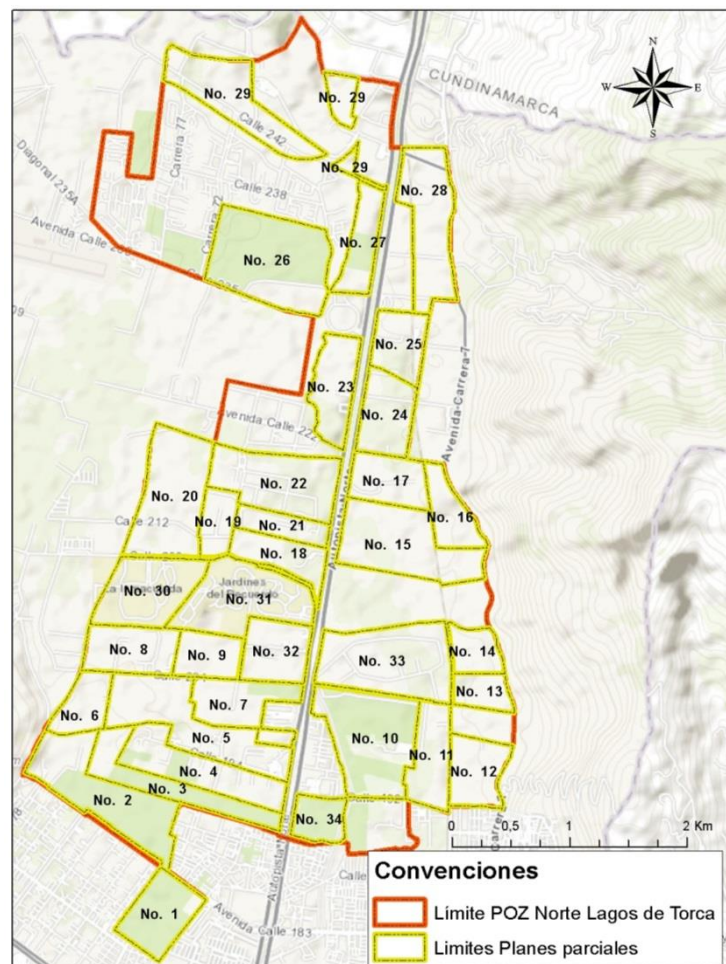 N
W E
S
CUNDINAMARCA
No. 29
No. 29
Calle 242
Carrera 77
No. 29
No. 28
Diagonal 235A
Calle 238
Carrera 72
No. 27
No. 26
Avenida Calle
No. 25
No. 23
No. 24
Avenida Calle 222
Avenida-Carrera-7
No. 22
No. 17
No. 20
No. 19
No. 21
No. 16
Calle 212
No. 18
No. 15
Autopista Norte
Jardines
del Recuerdo
No. 30
No. 31
No. 8
No. 9
No. 32
No. 33
No. 14
No. 13
No. 6
No. 7
No. 5
No. 10
No. 11
No. 4
No. 3
No. 2
No. 12
No. 34
No. 1
Avenida Calle 183
0 0,5 1 2 Km
Convenciones
Límite POZ Norte Lagos de Torca
Limites Planes parciales